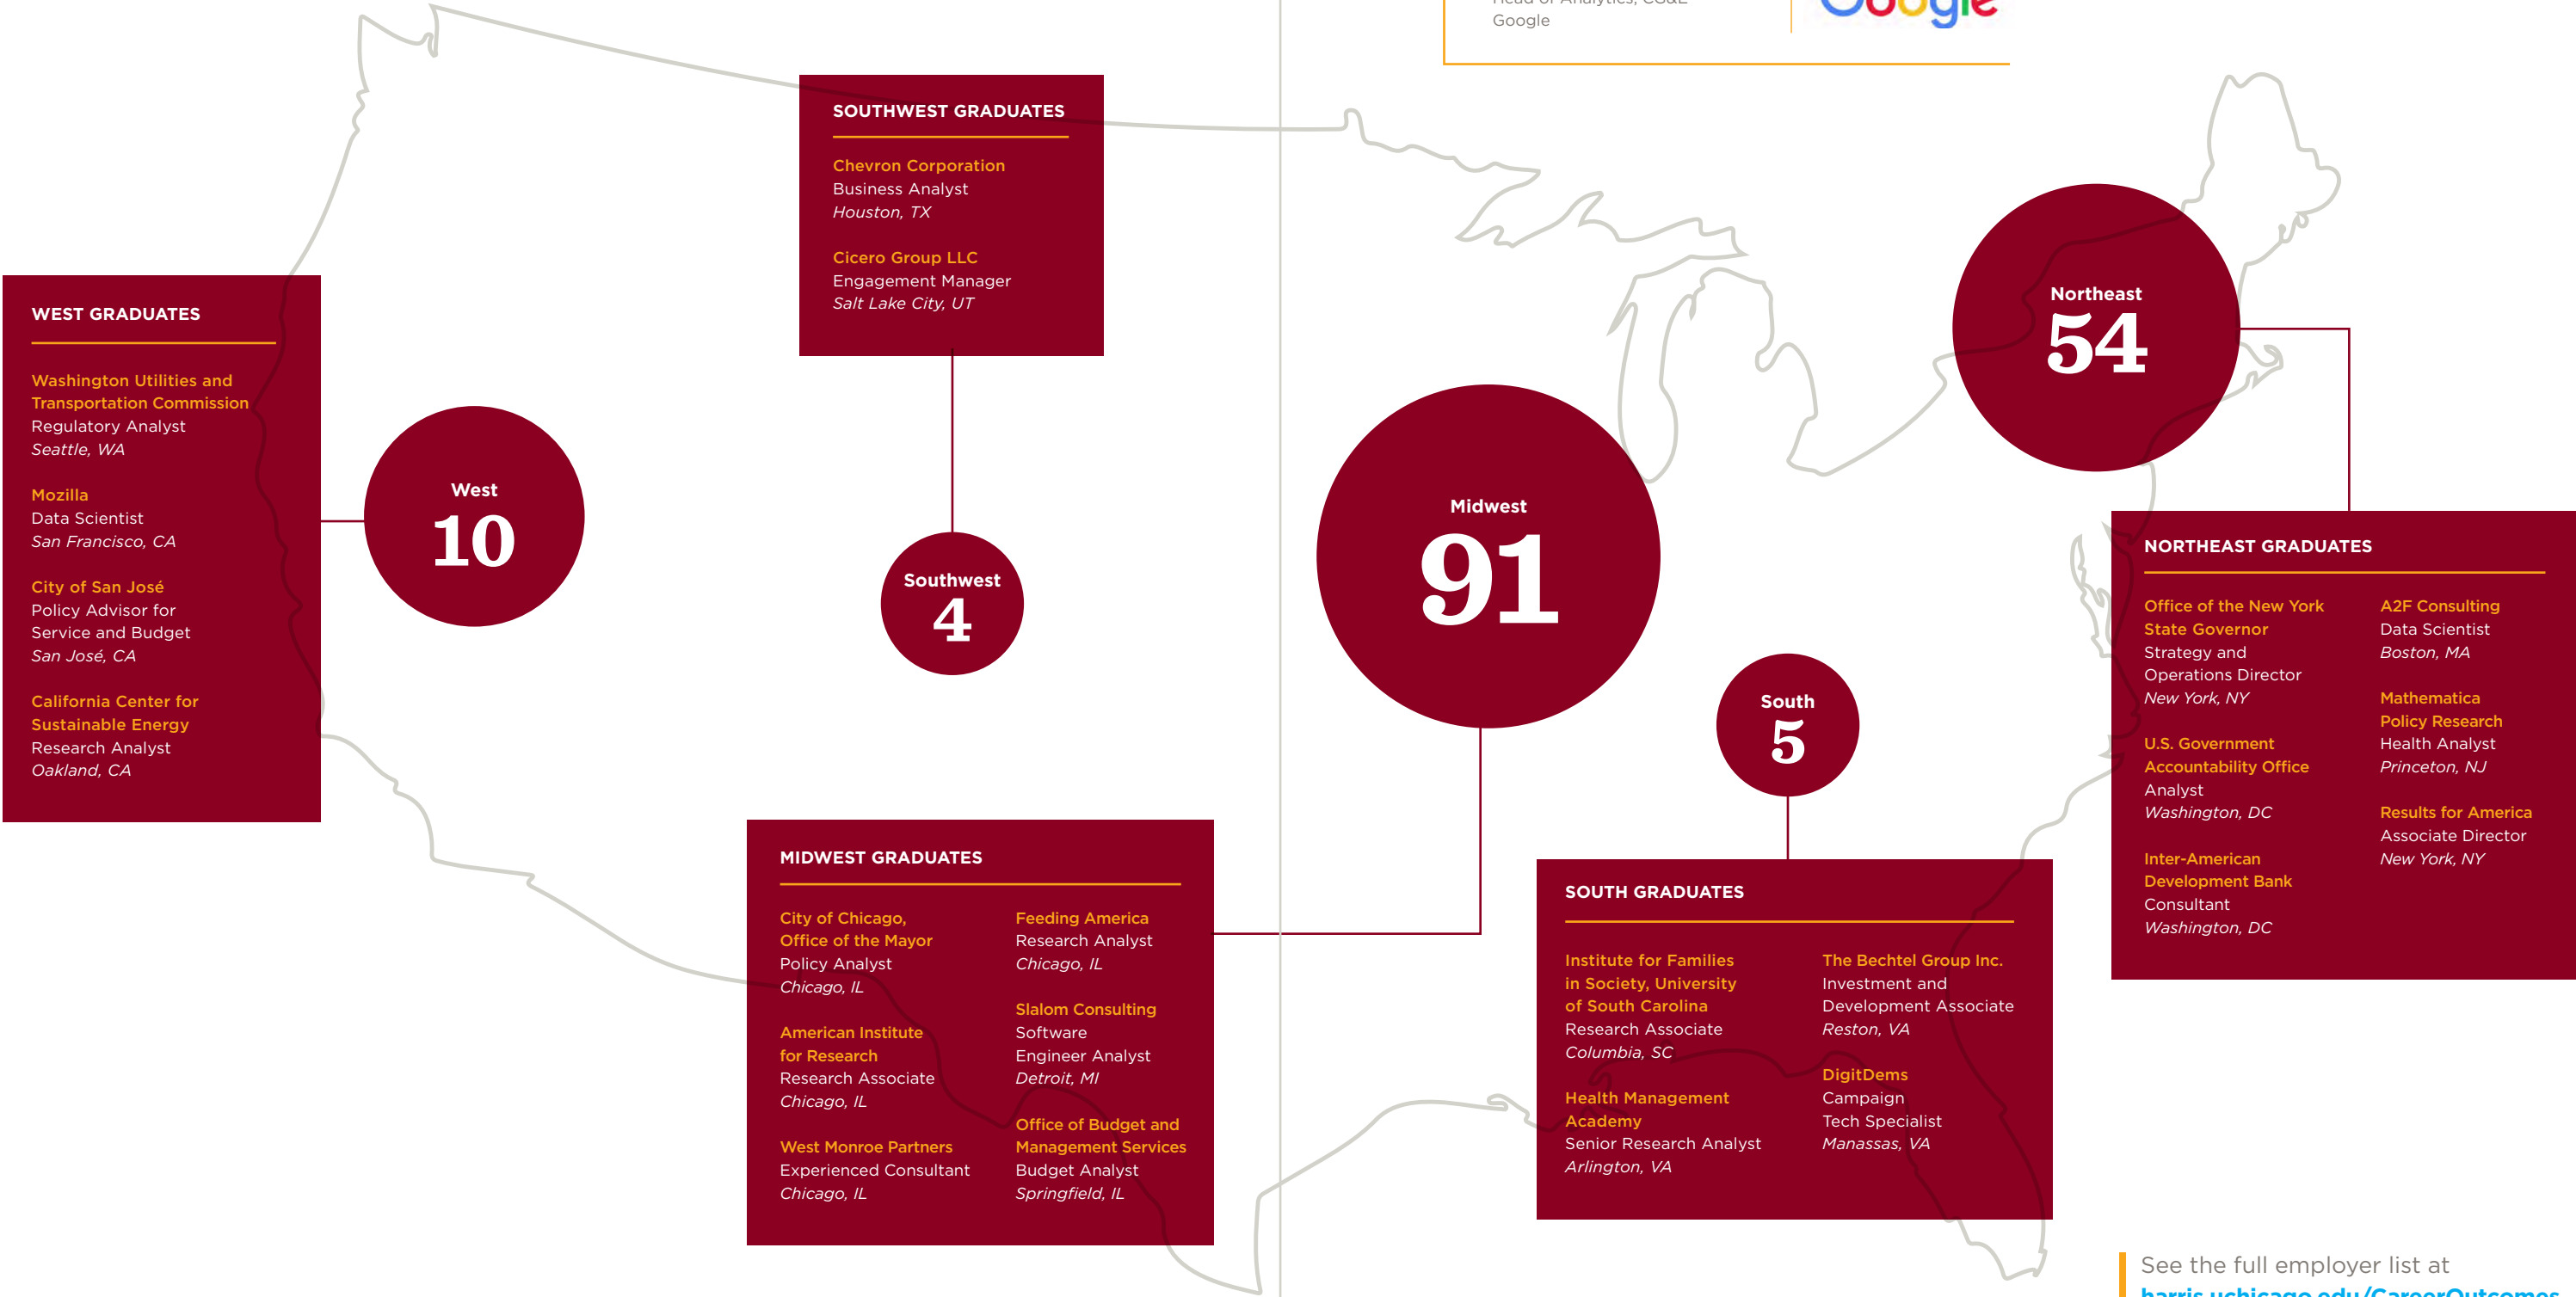 Head of Analytics, CG&E
Google
Google
SOUTHWEST GRADUATES
Chevron Corporation
Business Analyst
Houston, TX
Cicero Group LLC
Engagement Manager
Salt Lake City, UT
WEST GRADUATES
Washington Utilities and
Transportation Commission
Regulatory Analyst
Seattle, WA
Mozilla
Data Scientist
San Francisco, CA
City of San José
Policy Advisor for
Service and Budget
San José, CA
California Center for
Sustainable Energy
Research Analyst
Oakland, CA
West
10
Southwest
4
Midwest
91
Northeast
54
South
5
MIDWEST GRADUATES
City of Chicago,
Office of the Mayor
Policy Analyst
Chicago, IL
American Institute
for Research
Research Associate
Chicago, IL
West Monroe Partners
Experienced Consultant
Chicago, IL
Feeding America
Research Analyst
Chicago, IL
Slalom Consulting
Software
Engineer Analyst
Detroit, MI
Office of Budget and
Management Services
Budget Analyst
Springfield, IL
SOUTH GRADUATES
Institute for Families
in Society, University
of South Carolina
Research Associate
Columbia, SC
Health Management
Academy
Senior Research Analyst
Arlington, VA
The Bechtel Group Inc.
Investment and
Development Associate
Reston, VA
DigitDems
Campaign
Tech Specialist
Manassas, VA
NORTHEAST GRADUATES
Office of the New York
State Governor
Strategy and
Operations Director
New York, NY
U.S. Government
Accountability Office
Analyst
Washington, DC
Inter-American
Development Bank
Consultant
Washington, DC
A2F Consulting
Data Scientist
Boston, MA
Mathematica
Policy Research
Health Analyst
Princeton, NJ
Results for America
Associate Director
New York, NY
See the full employer list at
harris.uchicago.edu/CareerOutcomes